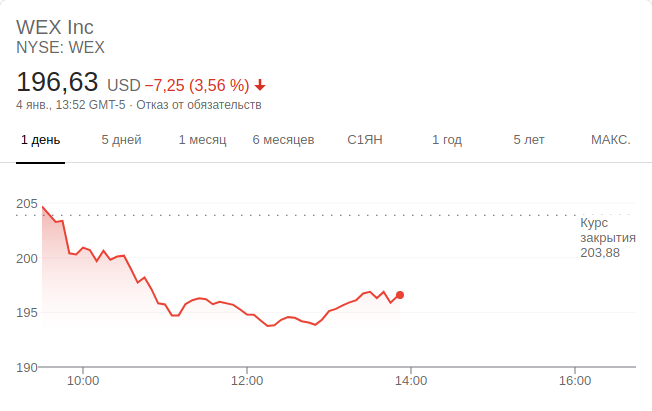 WEX Inc
NYSE: WEX
196,63 USD −7,25 (3,56 %)
4 янв., 13:52 GMT-5 · Отказ от обязательств
1 день 5 дней 1 месяц 6 месяцев С1ЯН 1 год 5 лет МАКС.
205
Курс
закрытия
203,88
200
195
190
10:00 12:00 14:00 16:00